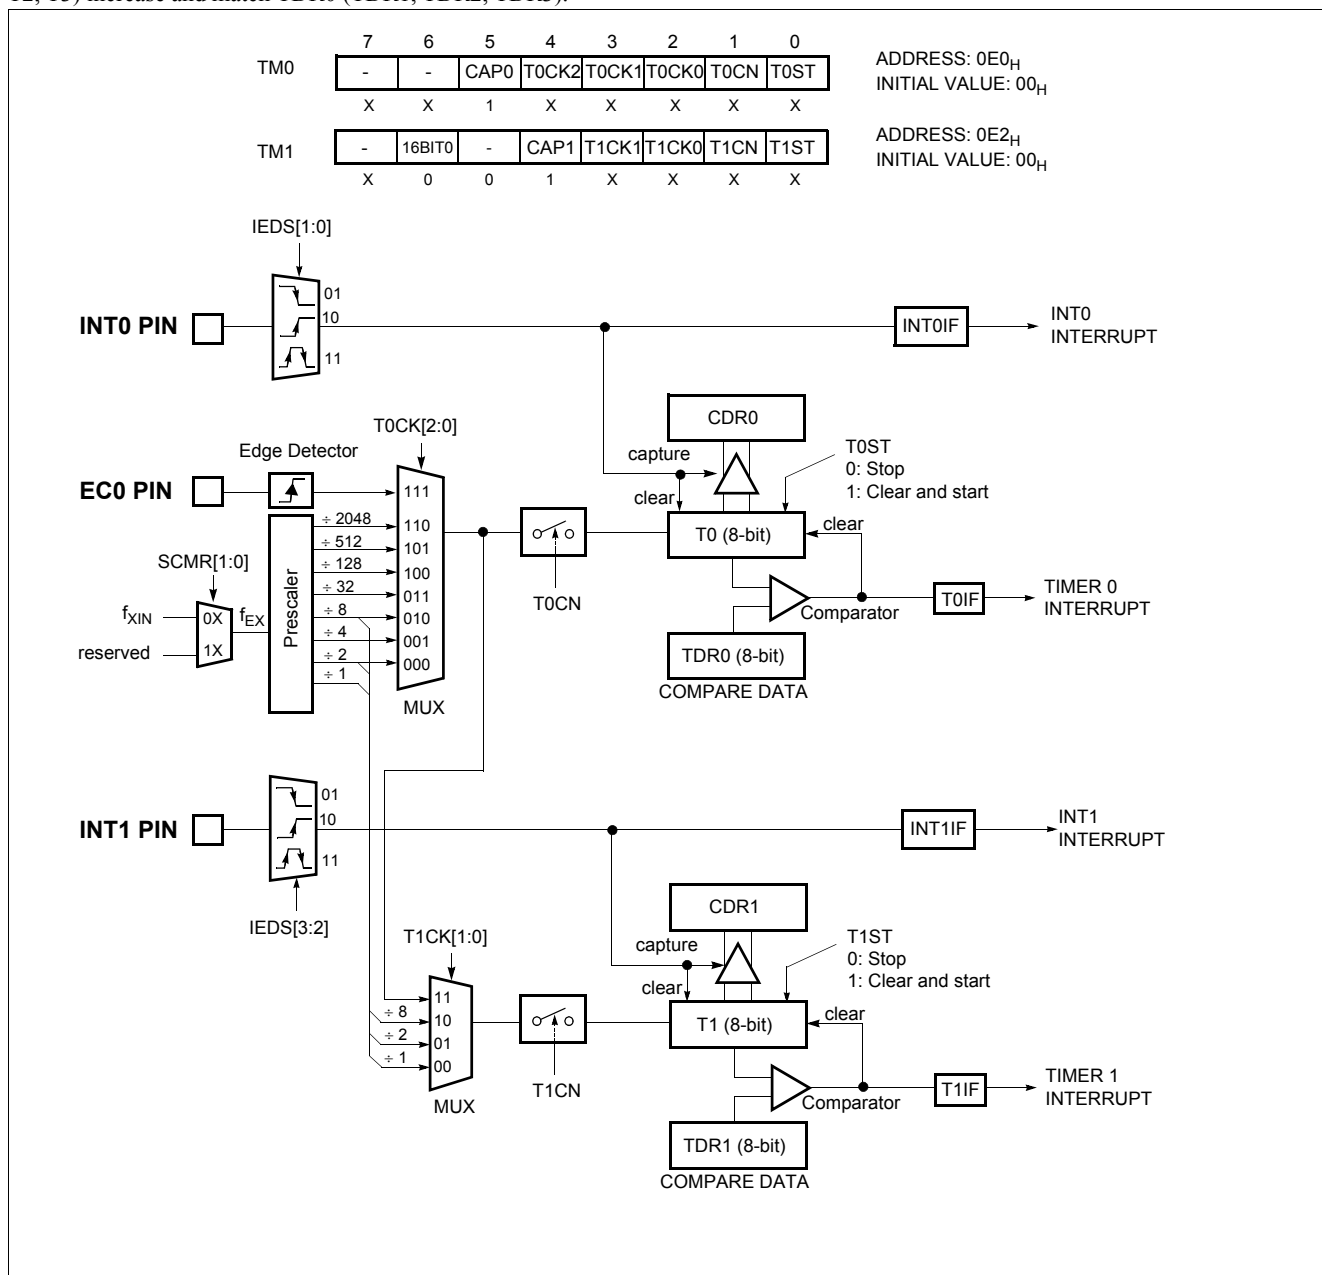 T2, T3) increase and match TDR0 (TDR1, TDR2, TDR3).
7 6 5 4 3 2 1 0
TM0 - - CAP0 T0CK2 T0CK1 T0CK0 T0CN T0ST
X X 1 X X X X X
ADDRESS: 0E0H
INITIAL VALUE: 00H
TM1 - 16BIT0 - CAP1 T1CK1 T1CK0 T1CN T1ST
X 0 0 1 X X X X
ADDRESS: 0E2H
INITIAL VALUE: 00H
IEDS[1:0]
01
10
11
INT0 PIN
INT0IF
INT0
INTERRUPT
CDR0
capture
clear
T0ST
0: Stop
1: Clear and start
T0CK[2:0]
Edge Detector
EC0 PIN
111
÷ 2048 110
÷ 512 101
÷ 128 100
÷ 32 011
÷ 8 010
÷ 4 001
÷ 2 000
÷ 1
Prescaler
MUX
SCMR[1:0]
fXIN 0X fEX
reserved 1X
T0CN
T0 (8-bit)
clear
Comparator
T0IF
TIMER 0
INTERRUPT
TDR0 (8-bit)
COMPARE DATA
01
10
11
INT1 PIN
IEDS[3:2]
INT1IF
INT1
INTERRUPT
CDR1
capture
clear
T1ST
0: Stop
1: Clear and start
T1CK[1:0]
11
÷ 8 10
÷ 2 01
÷ 1 00
MUX
T1CN
T1 (8-bit)
clear
Comparator
T1IF
TIMER 1
INTERRUPT
TDR1 (8-bit)
COMPARE DATA